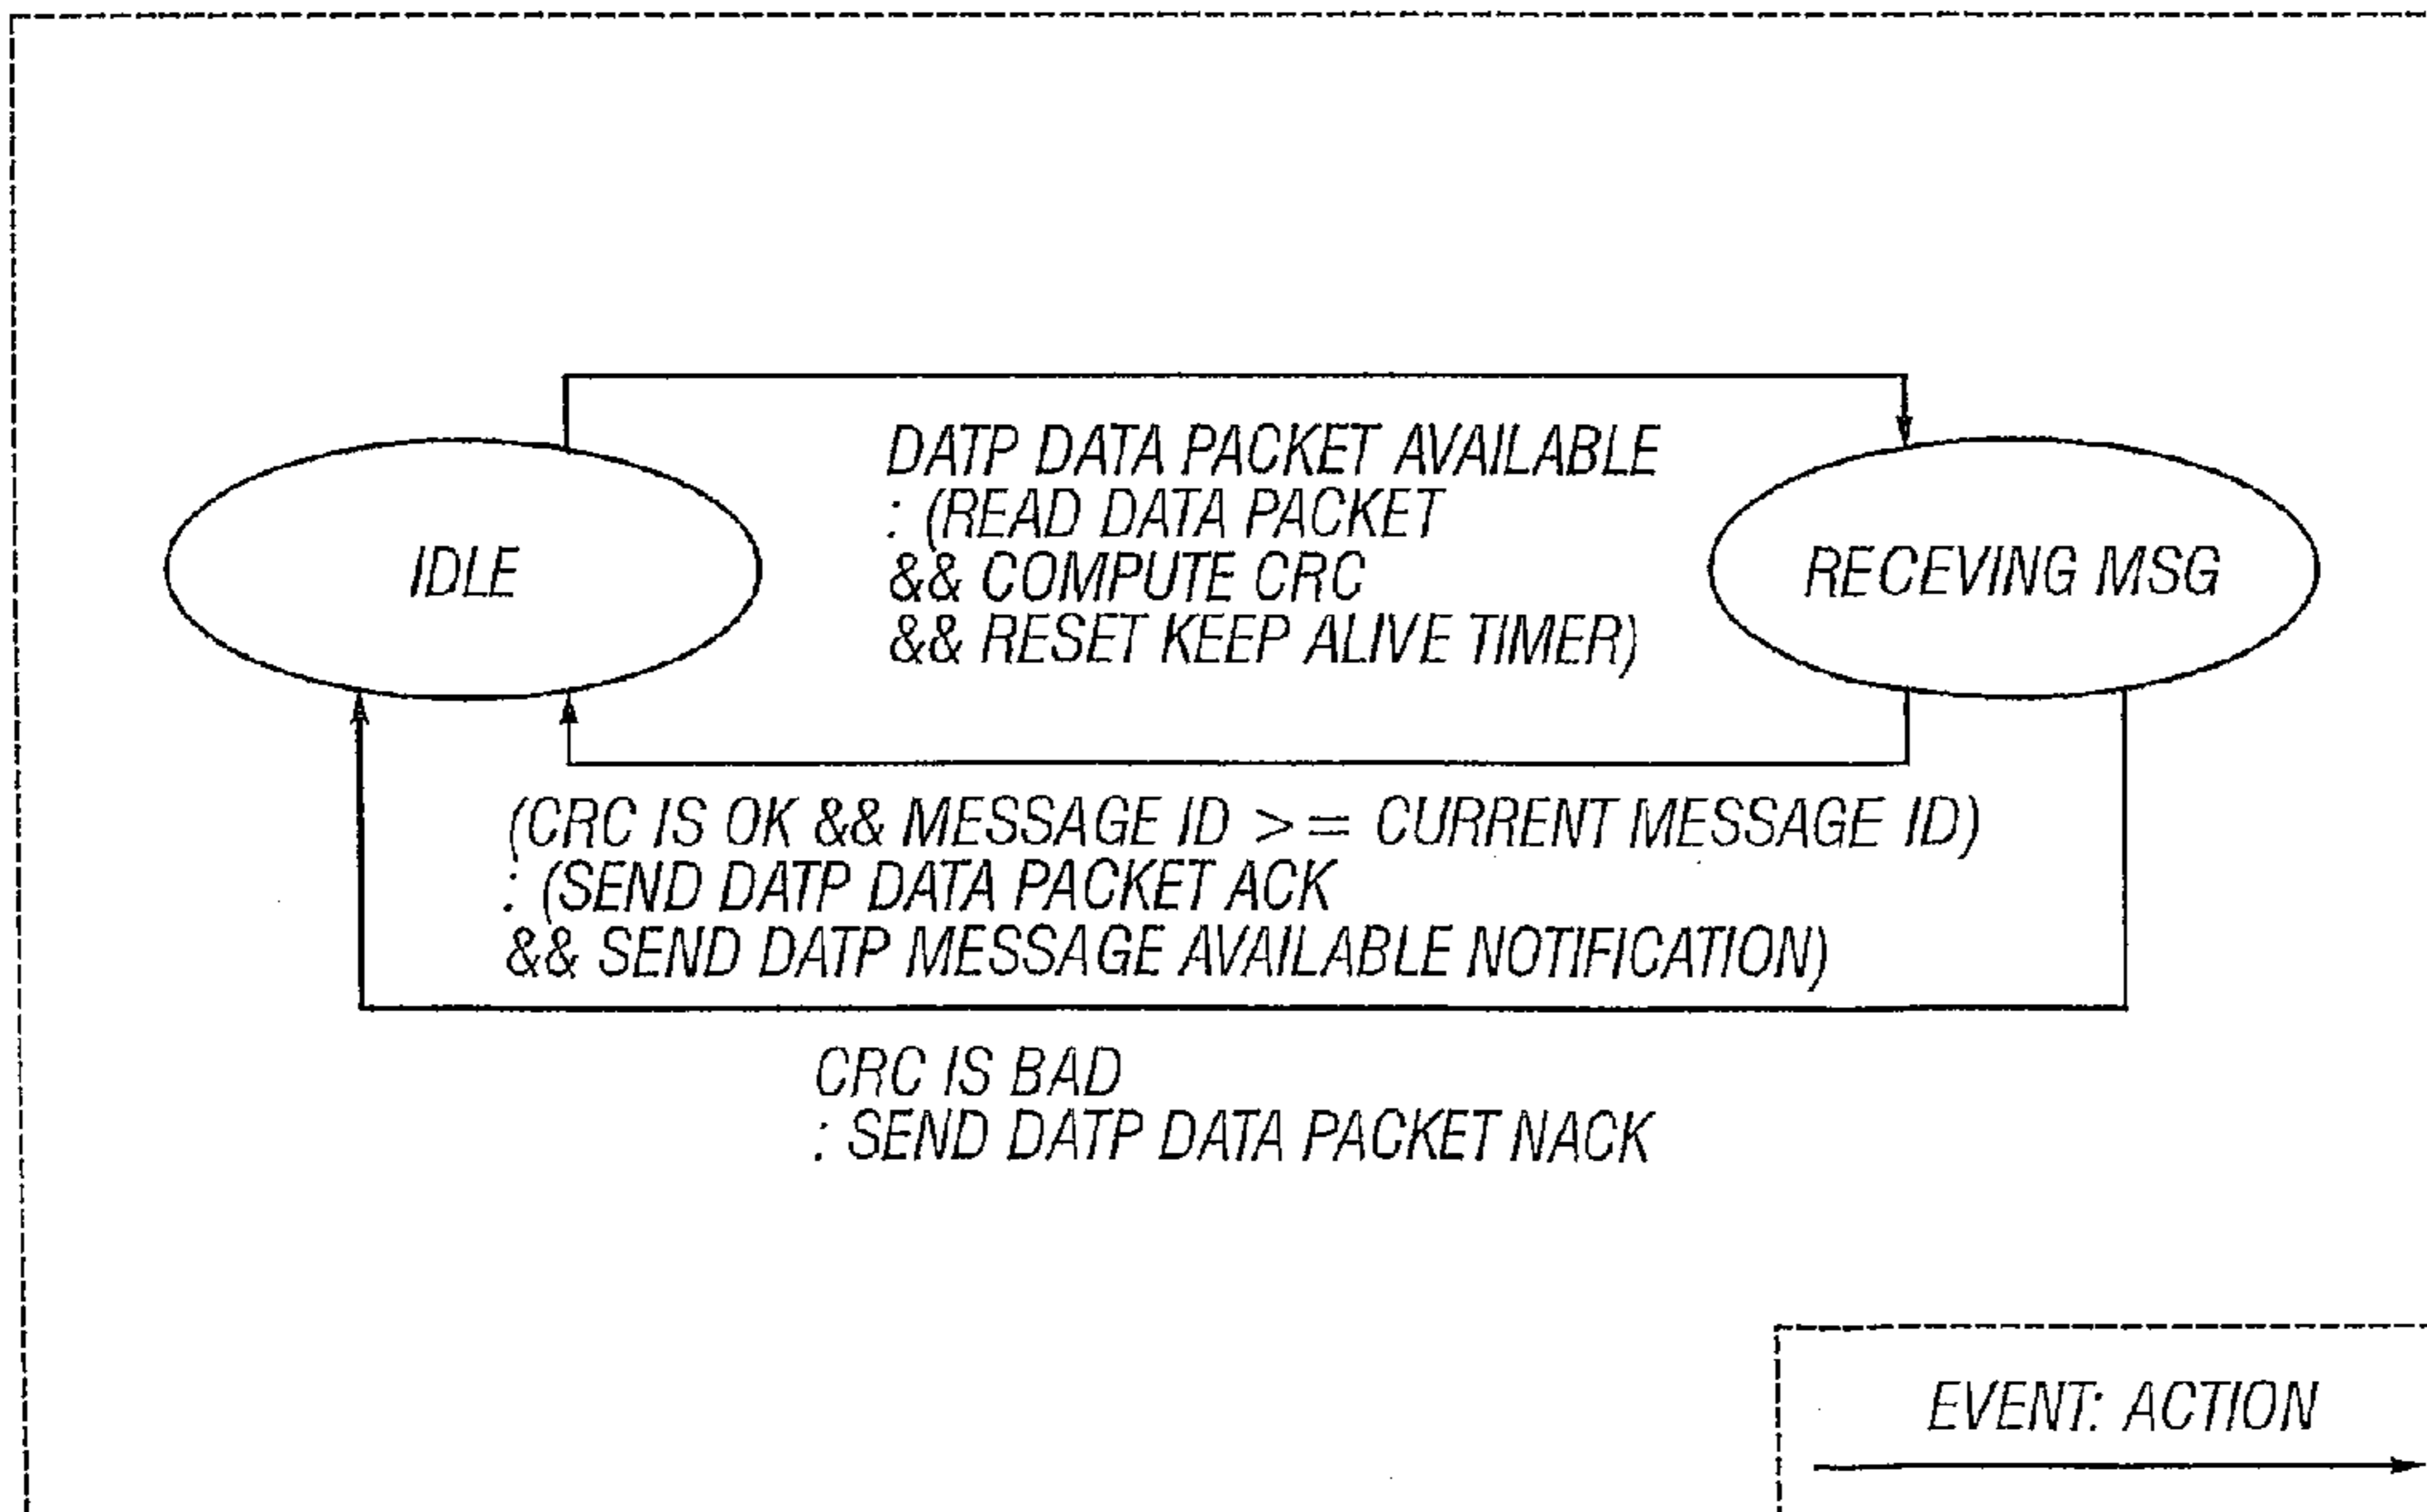 DATP DATA PACKET AVAILABLE
: (READ DATA PACKET
&& COMPUTE CRC
&& RESET KEEP ALIVE TIMER)
IDLE
RECEVING MSG
(CRC IS OK && MESSAGE ID >= CURRENT MESSAGE ID)
: (SEND DATP DATA PACKET ACK
&& SEND DATP MESSAGE AVAILABLE NOTIFICATION)
CRC IS BAD
: SEND DATP DATA PACKET NACK
EVENT: ACTION